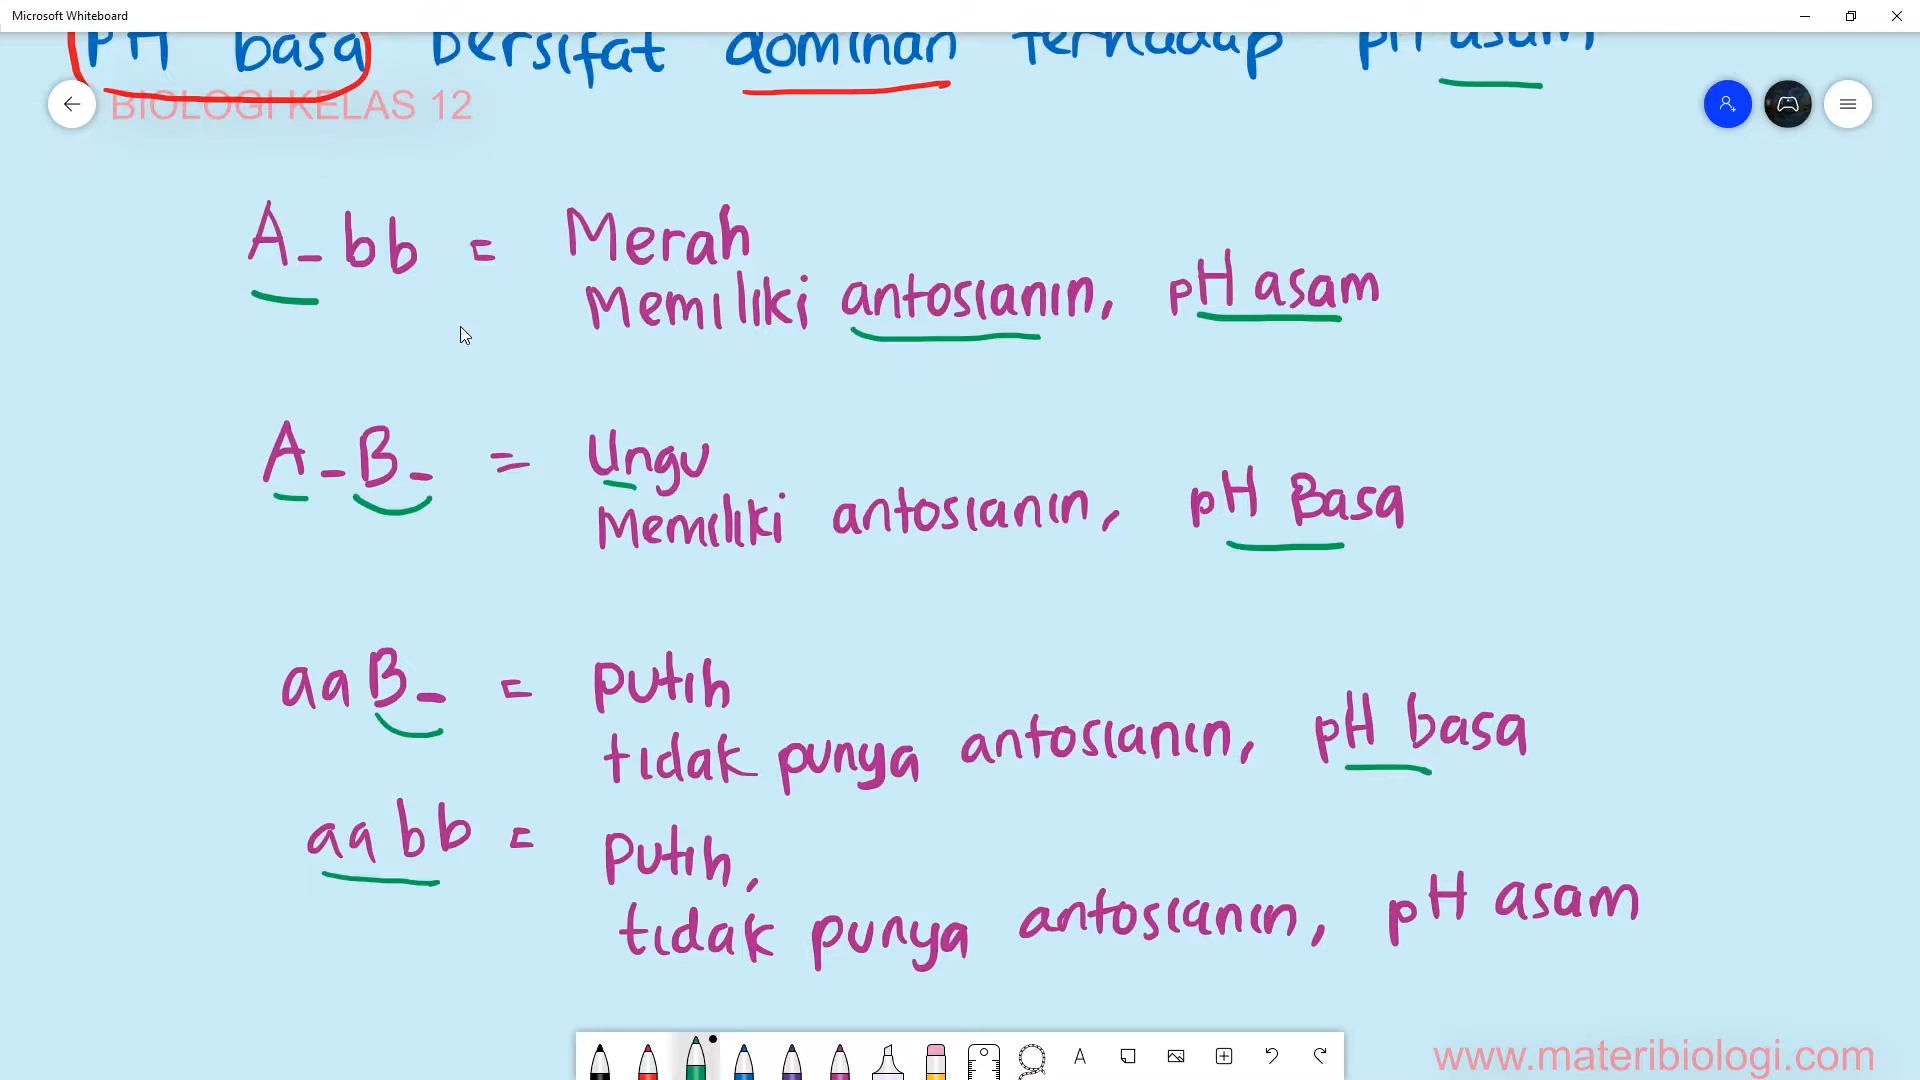 Microsoft Whiteboard
pH basa bersifat dominan terhadap pH asam
BIOLOGI KELAS 12
A_bb = Merah
Memiliki antosianin, pH asam
A_B_ = Ungu
Memiliki antosianin, pH Basa
aaB_ = Putih
tidak punya antosianin, pH basa
aabb = Putih,
tidak punya antosianin, pH asam
A
www.materibiologi.com